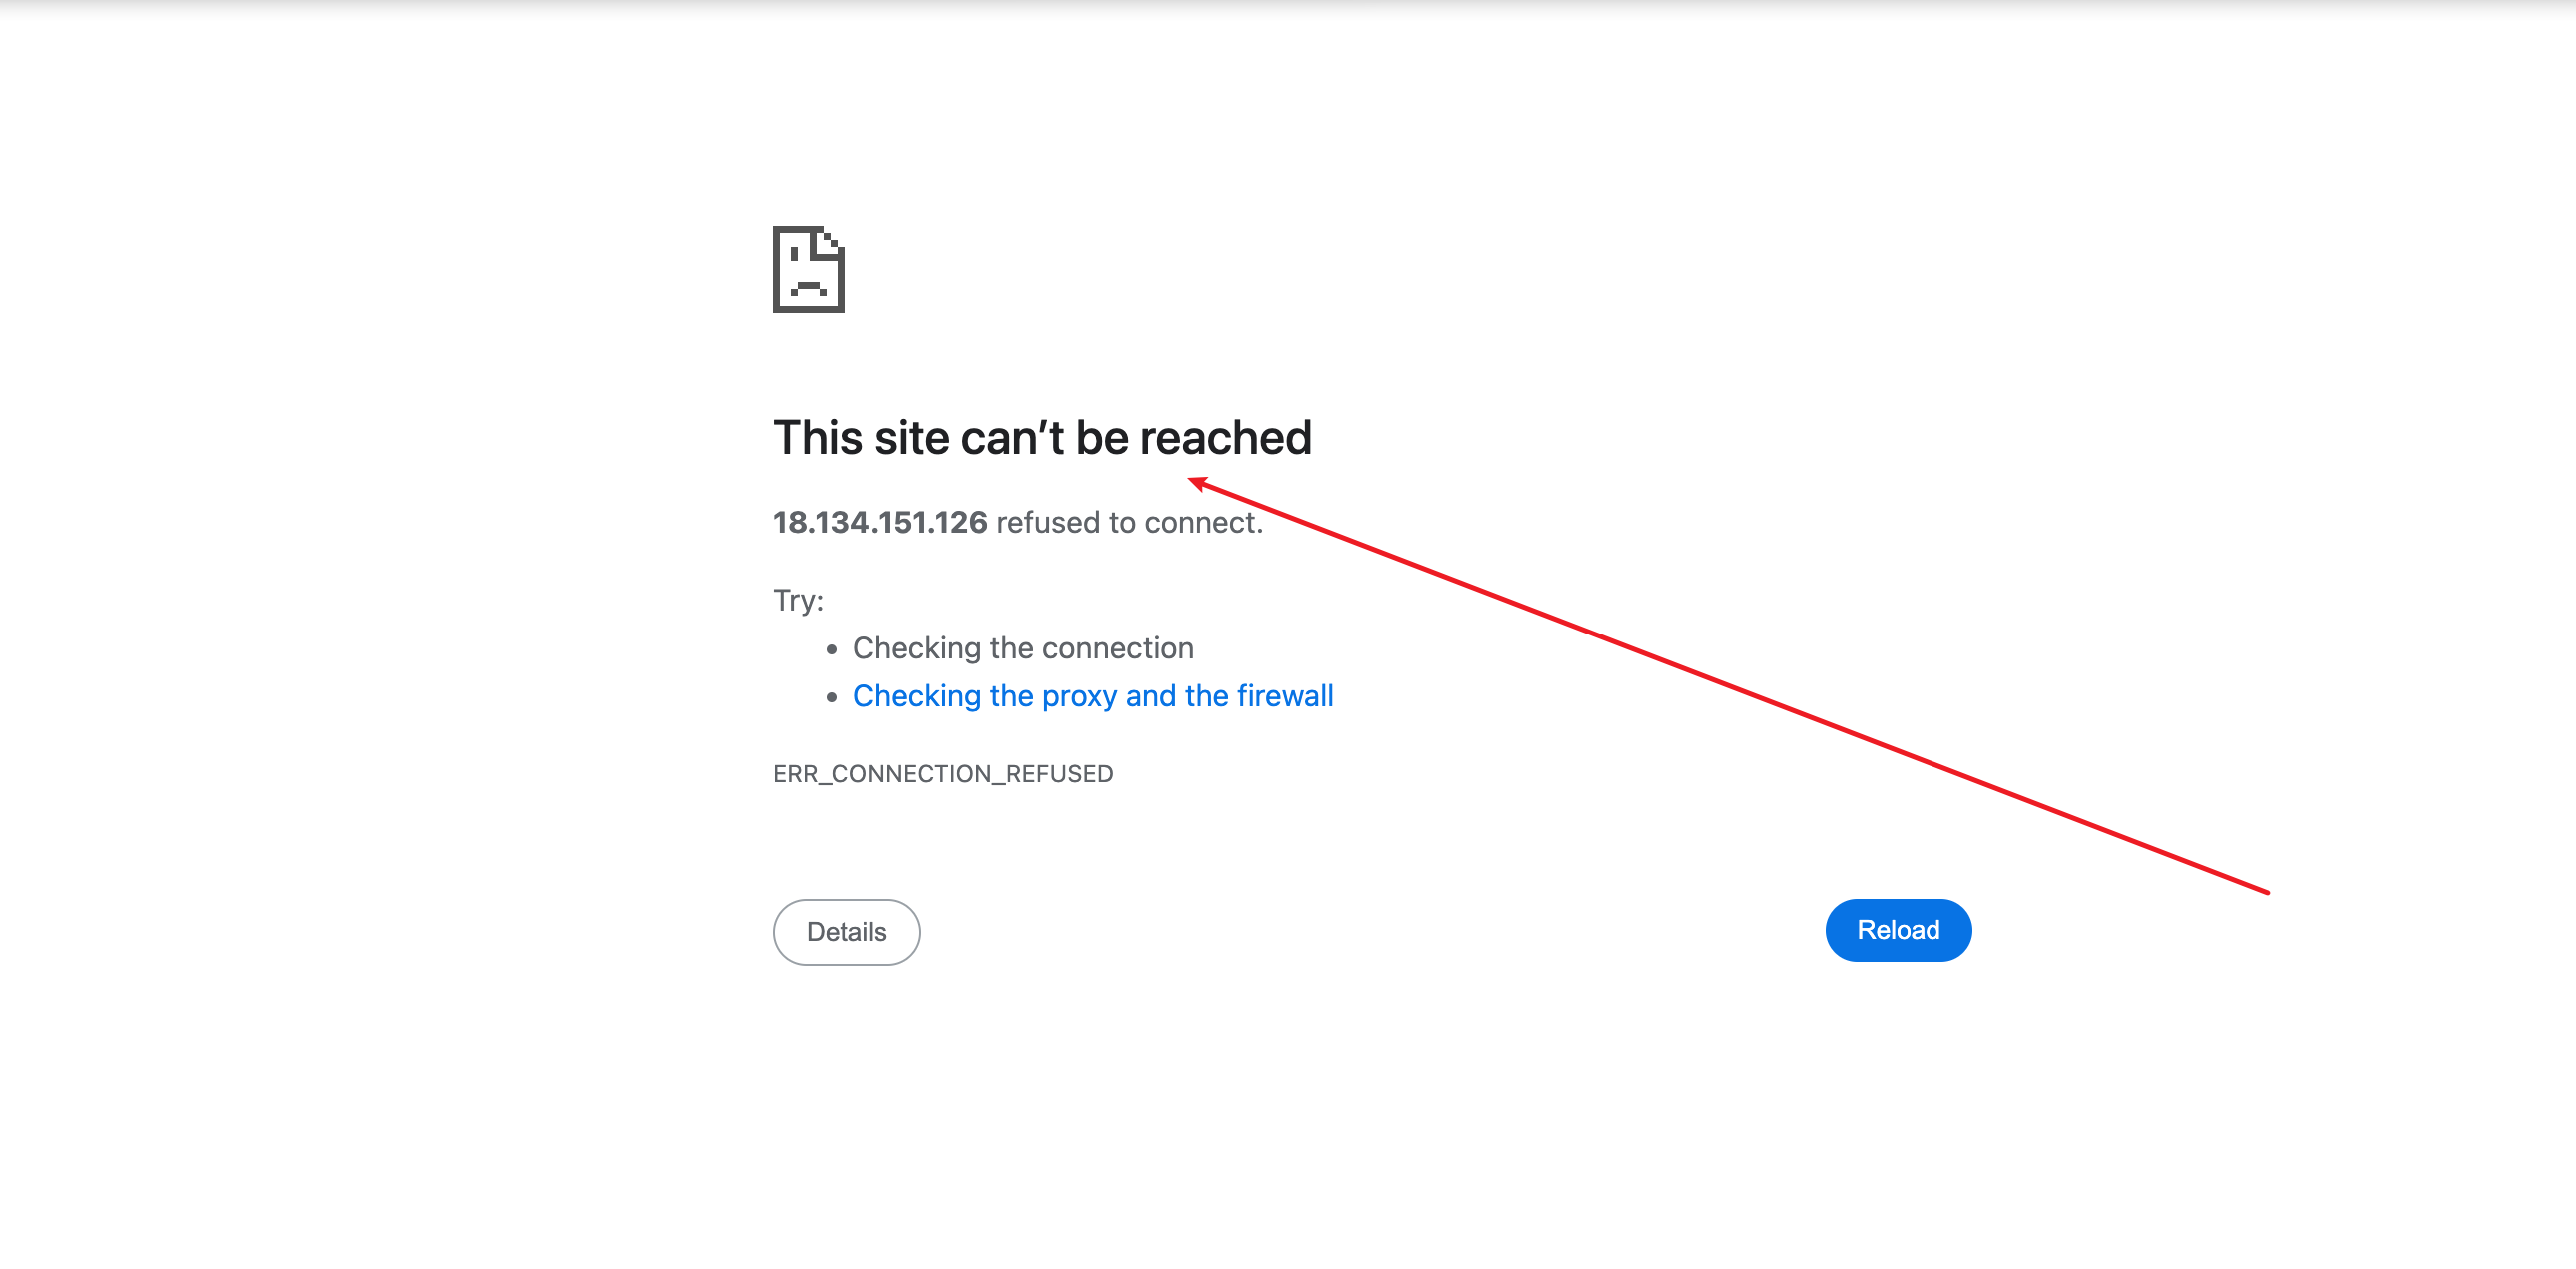 This site can’t be reached
18.134.151.126 refused to connect.
Try:
• Checking the connection
• Checking the proxy and the firewall
ERR_CONNECTION_REFUSED
Details
Reload